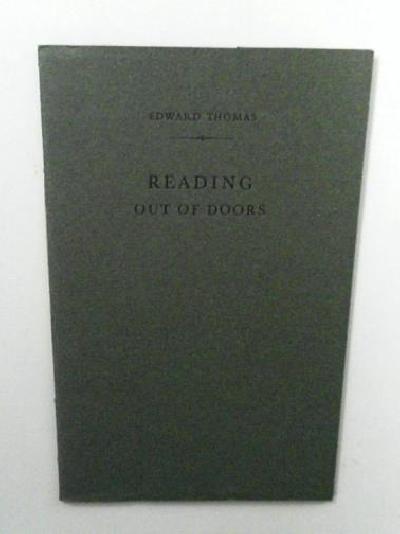 EDWARD THOMAS
READING
OUT OF DOORS